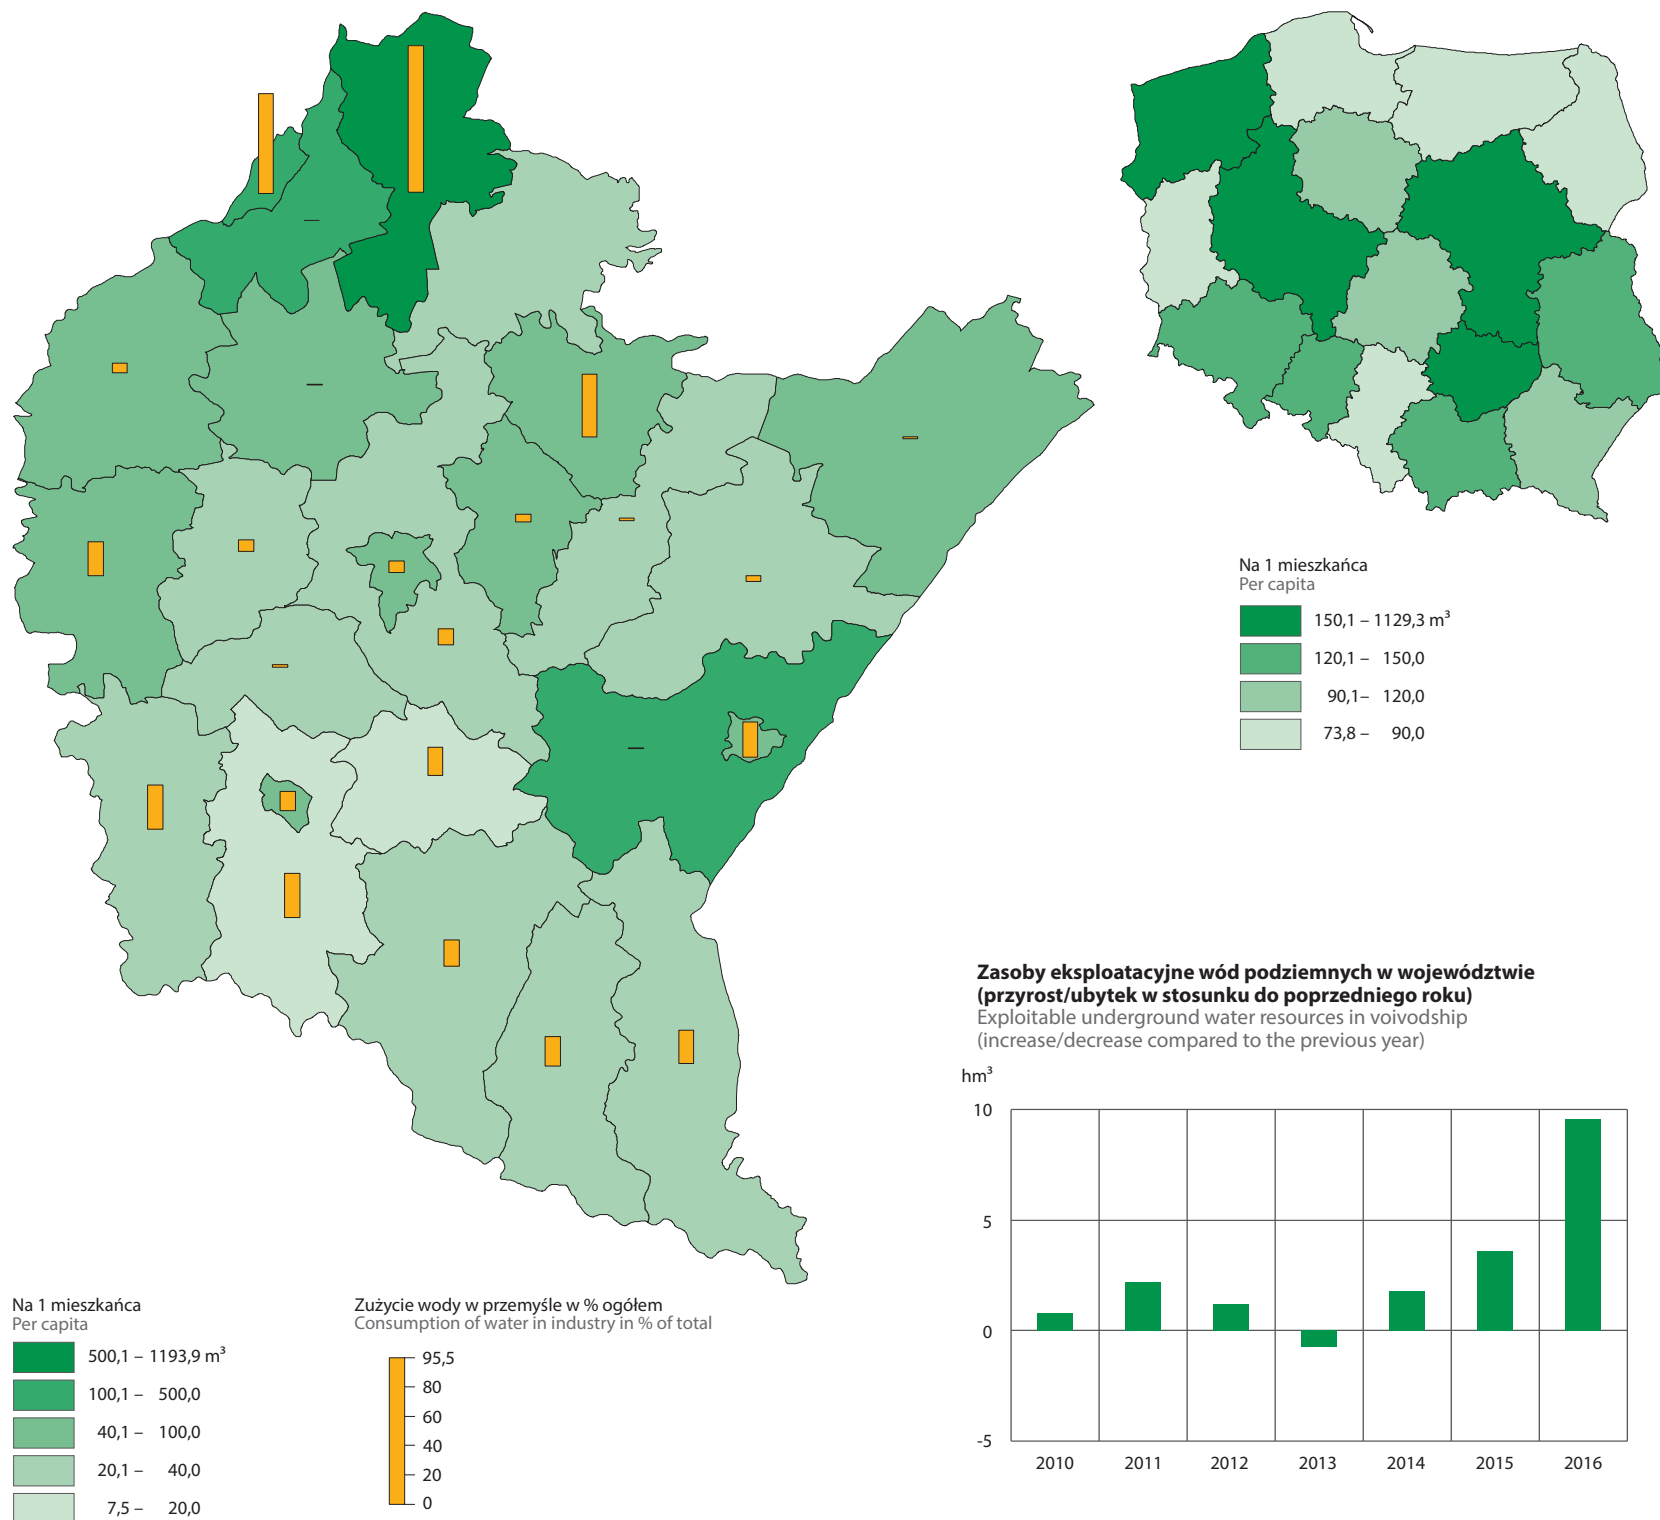 Na 1 mieszkańca
Per capita
150,1 – 1129,3 m³
120,1 – 150,0
90,1– 120,0
73,8 – 90,0
Zasoby eksploatacyjne wód podziemnych w województwie
(przyrost/ubytek w stosunku do poprzedniego roku)
Exploitable underground water resources in voivodship
(increase/decrease compared to the previous year)
hm³
10
5
0
-5
2010 2011 2012 2013 2014 2015 2016
Na 1 mieszkańca
Per capita
500,1 – 1193,9 m³
100,1 – 500,0
40,1 – 100,0
20,1 – 40,0
7,5 – 20,0
Zużycie wody w przemyśle w % ogółem
Consumption of water in industry in % of total
95,5
80
60
40
20
0